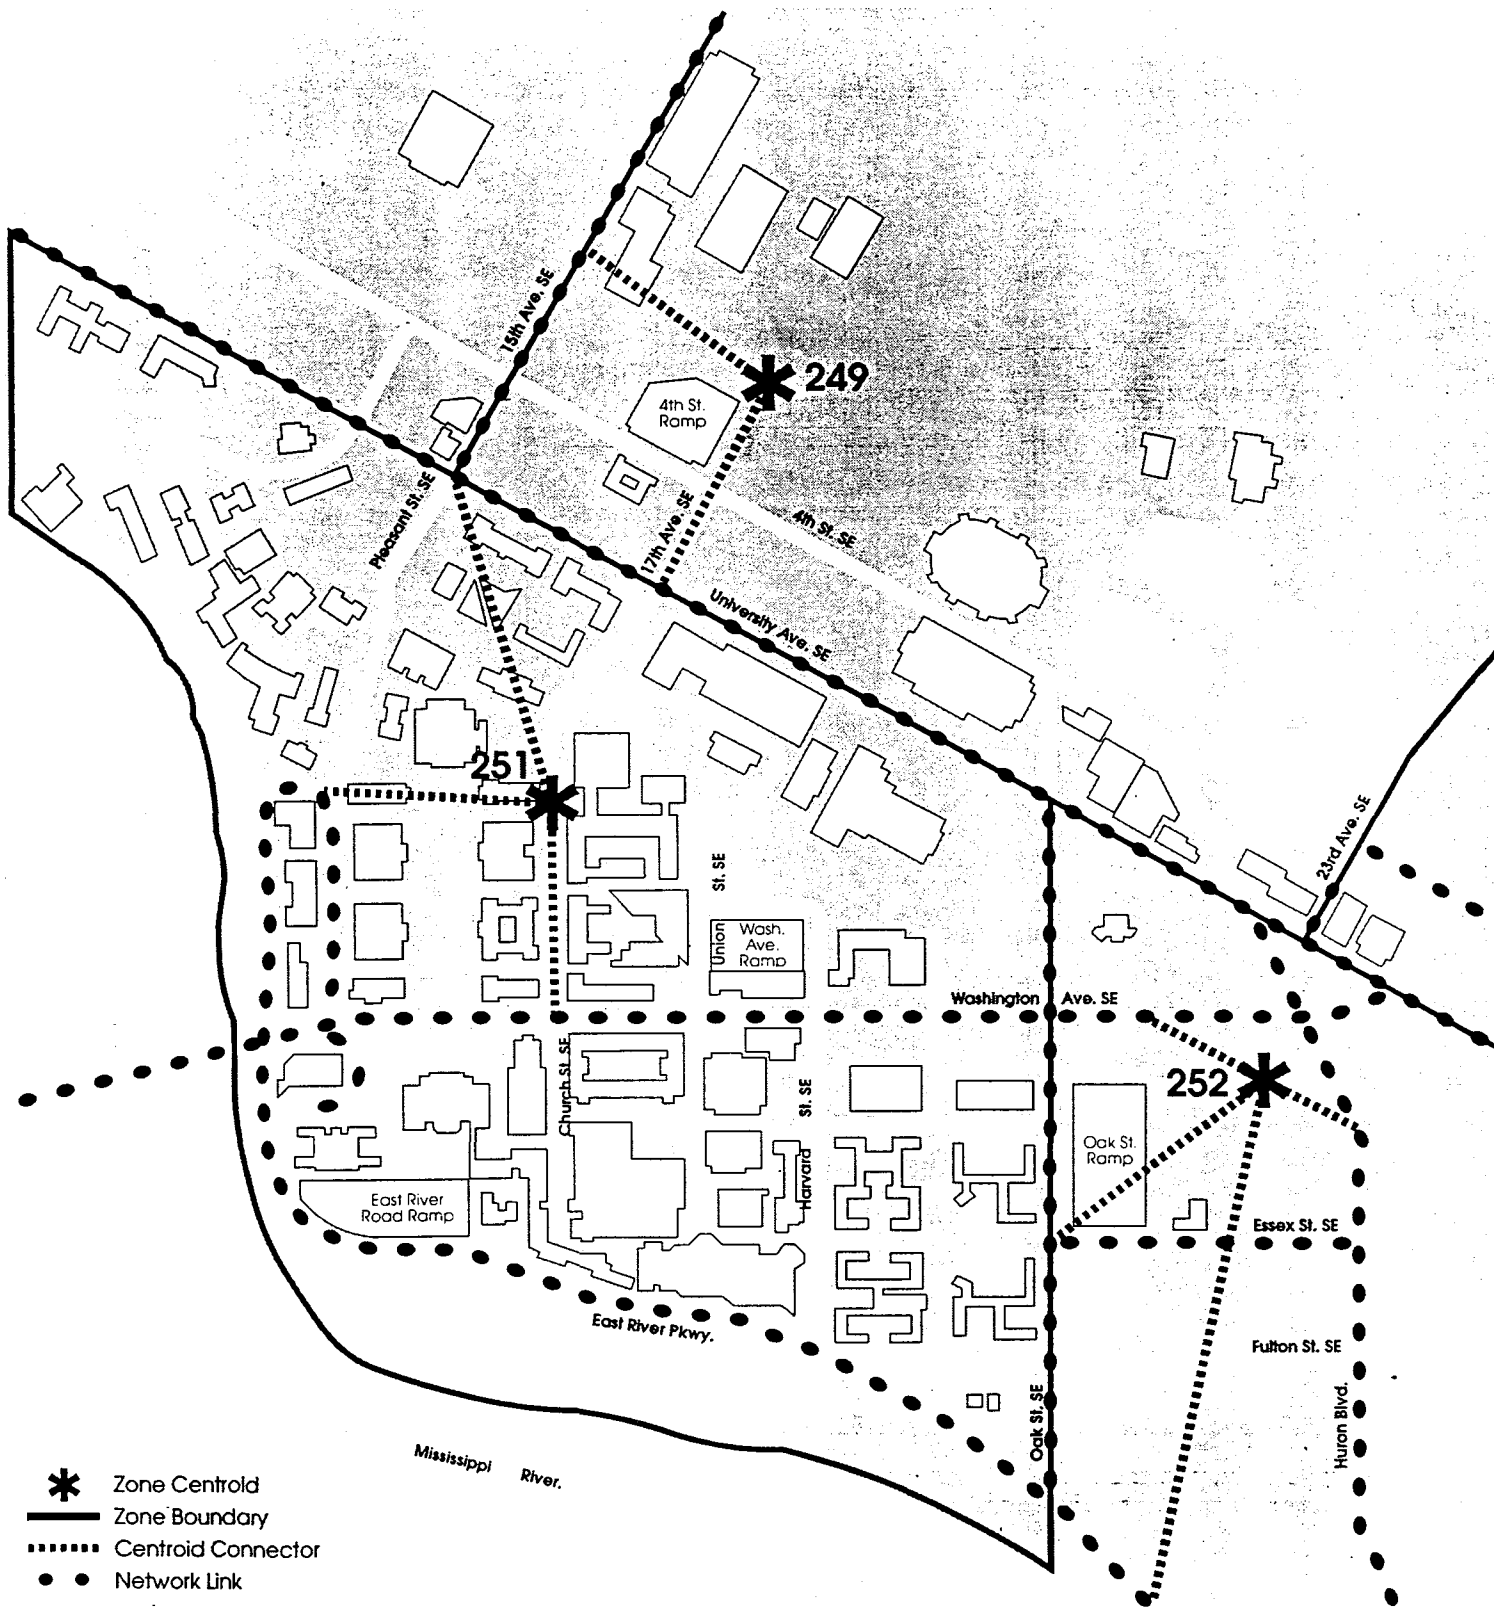 15th Ave. SE
249
4th St.
Ramp
Pleasant St. SE
17th Ave. SE
4th St. SE
University Ave. SE
251
23rd Ave. SE
Union St. SE
Wash.
Ave.
Ramp
Washington Ave. SE
252
Church St. SE
Harvard St. SE
Oak St.
Ramp
East River
Road Ramp
Essex St. SE
East River Pkwy.
Fulton St. SE
Oak St. SE
Huron Blvd.
Mississippi River.
Zone Centroid
Zone Boundary
Centroid Connector
Network Link